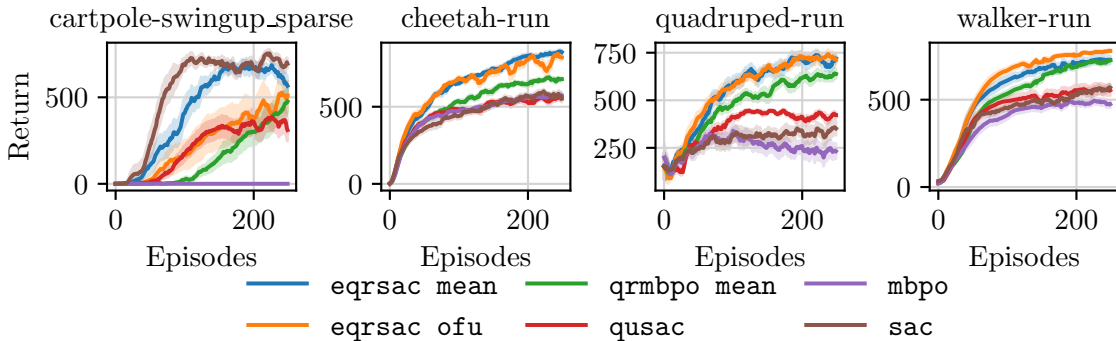 cartpole-swingup_sparse cheetah-run quadruped-run walker-run
Return
500
0
0 200
Episodes
500
0
0 200
Episodes
750
500
250
0 200
Episodes
500
0
0 200
Episodes
eqrsac mean qrmbpo mean mbpo
eqrsac ofu qusac sac